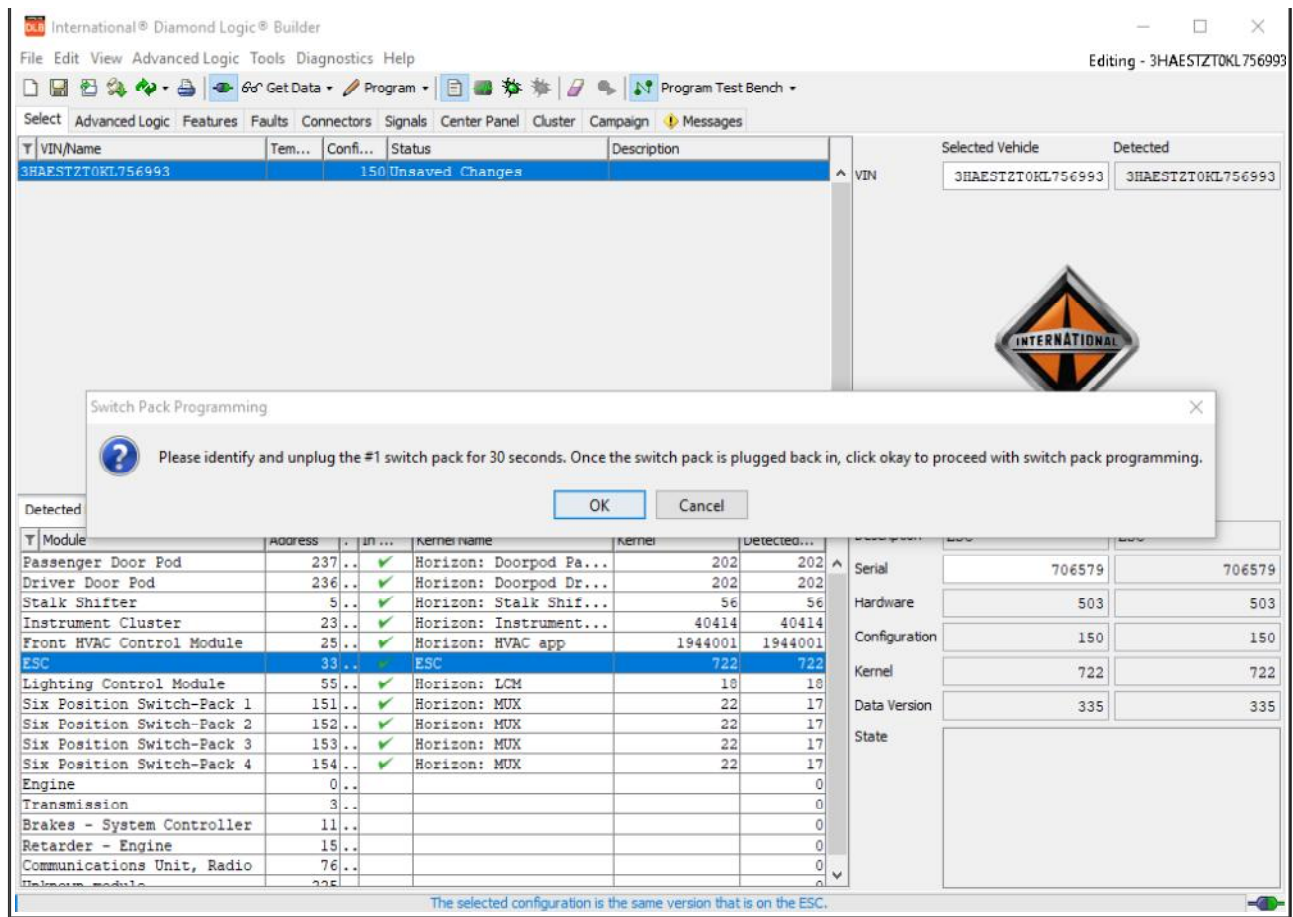 DLB International® Diamond Logic® Builder
File Edit View Advanced Logic Tools Diagnostics Help
Editing - 3HAESTZT0KL756993
Get Data Program Program Test Bench
Select Advanced Logic Features Faults Connectors Signals Center Panel Cluster Campaign Messages
VIN/Name Tem... Confi... Status Description
3HAESTZT0KL756993 150 Unsaved Changes
Selected Vehicle Detected
VIN 3HAESTZT0KL756993 3HAESTZT0KL756993
INTERNATIONAL
Switch Pack Programming
Please identify and unplug the #1 switch pack for 30 seconds. Once the switch pack is plugged back in, click okay to proceed with switch pack programming.
OK Cancel
Detected
Module Address . In ... Kernel Name Kernel Detected...
Passenger Door Pod 237 .. Horizon: Doorpod Pa... 202 202
Driver Door Pod 236 .. Horizon: Doorpod Dr... 202 202
Stalk Shifter 5 .. Horizon: Stalk Shif... 56 56
Instrument Cluster 23 .. Horizon: Instrument... 40414 40414
Front HVAC Control Module 25 .. Horizon: HVAC app 1944001 1944001
ESC 33 .. ESC 722 722
Lighting Control Module 55 .. Horizon: LCM 18 18
Six Position Switch-Pack 1 151 .. Horizon: MUX 22 17
Six Position Switch-Pack 2 152 .. Horizon: MUX 22 17
Six Position Switch-Pack 3 153 .. Horizon: MUX 22 17
Six Position Switch-Pack 4 154 .. Horizon: MUX 22 17
Engine 0 .. 0
Transmission 3 .. 0
Brakes - System Controller 11 .. 0
Retarder - Engine 15 .. 0
Communications Unit, Radio 76 .. 0
Serial 706579 706579
Hardware 503 503
Configuration 150 150
Kernel 722 722
Data Version 335 335
State
The selected configuration is the same version that is on the ESC.